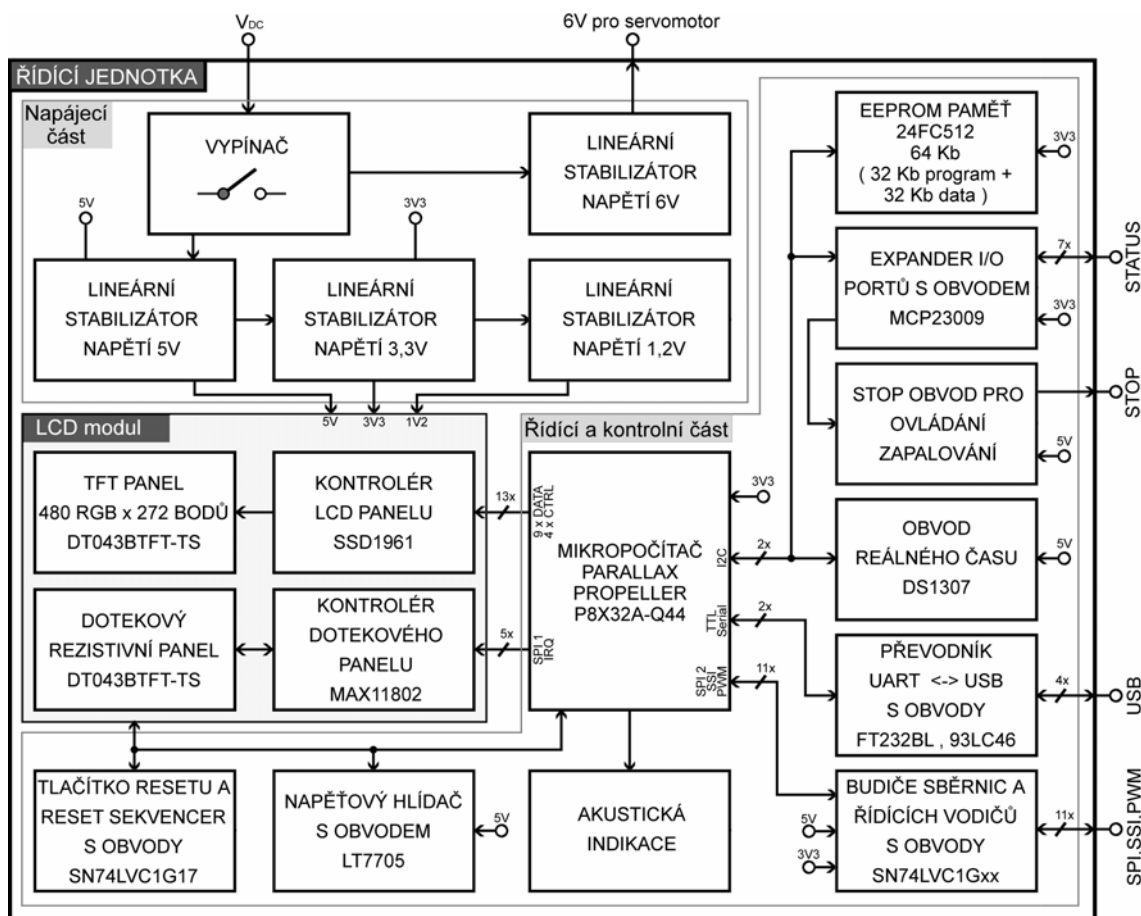 VDC
6V pro servomotor
ŘÍDÍCÍ JEDNOTKA
Napájecí
část
VYPÍNAČ
LINEÁRNÍ
STABILIZÁTOR
NAPĚTÍ 6V
5V
3V3
LINEÁRNÍ
STABILIZÁTOR
NAPĚTÍ 5V
LINEÁRNÍ
STABILIZÁTOR
NAPĚTÍ 3,3V
LINEÁRNÍ
STABILIZÁTOR
NAPĚTÍ 1,2V
EEPROM PAMĚŤ
24FC512
64 Kb
( 32 Kb program +
32 Kb data )
3V3
EXPANDER I/O
PORTŮ S OBVODEM
MCP23009
7x
3V3
STATUS
STOP OBVOD PRO
OVLÁDÁNÍ
ZAPALOVÁNÍ
5V
STOP
LCD modul
5V
3V3
1V2
TFT PANEL
480 RGB x 272 BODŮ
DT043BTFT-TS
KONTROLÉR
LCD PANELU
SSD1961
13x
DOTEKOVÝ
REZISTIVNÍ PANEL
DT043BTFT-TS
KONTROLÉR
DOTEKOVÉHO
PANELU
MAX11802
5x
Řídící a kontrolní část
9 x DATA
4 x CTRL
SPI 1
IRQ
MIKROPOČÍTAČ
PARALLAX
PROPELLER
P8X32A-Q44
3V3
I2C
2x
TTL
Serial
2x
SPI 2
SSI
PWM
11x
OBVOD
REÁLNÉHO ČASU
DS1307
5V
PŘEVODNÍK
UART <-> USB
S OBVODY
FT232BL , 93LC46
4x
USB
TLAČÍTKO RESETU A
RESET SEKVENCER
S OBVODY
SN74LVC1G17
NAPĚŤOVÝ HLÍDAČ
S OBVODEM
LT7705
5V
AKUSTICKÁ
INDIKACE
5V
3V3
BUDIČE SBĚRNIC A
ŘÍDÍCÍCH VODIČŮ
S OBVODY
SN74LVC1Gxx
11x
SPI.SSI.PWM